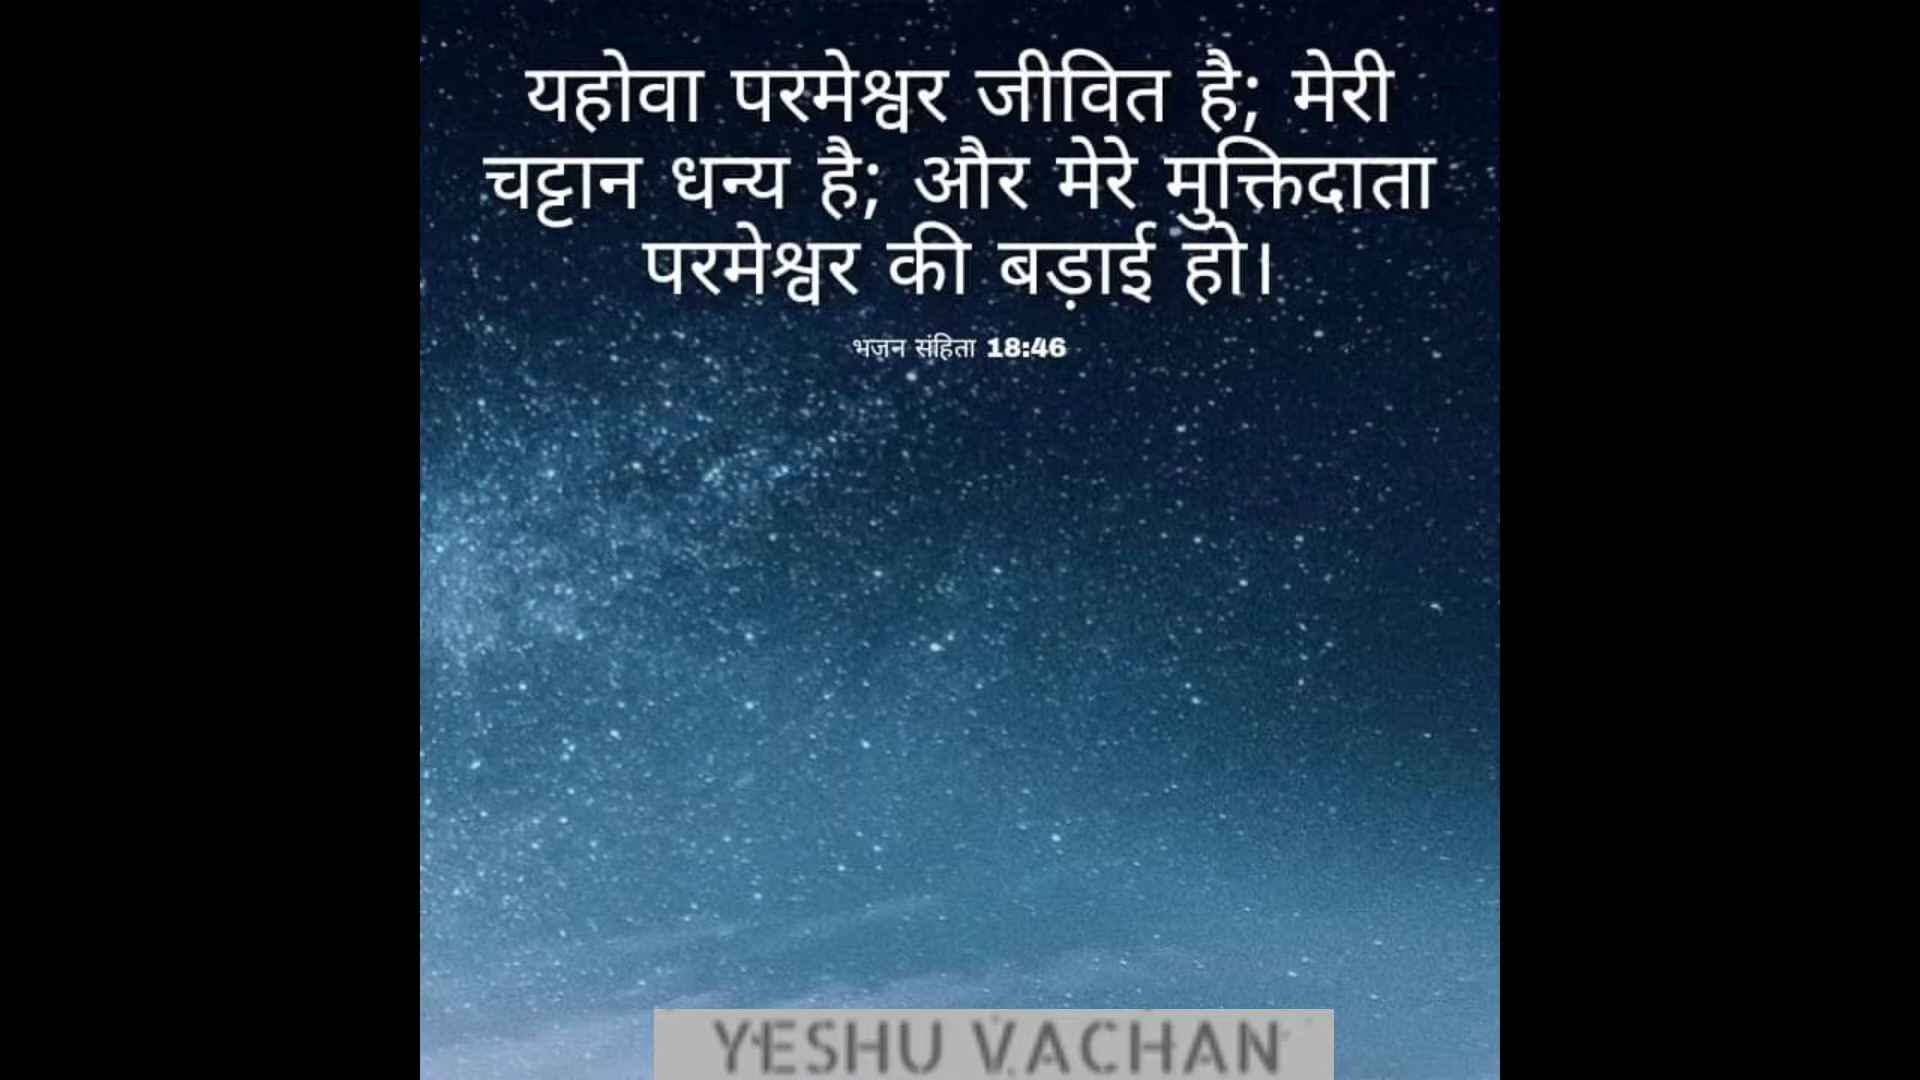 यहोवा परमेश्वर जीवित है; मेरी
चट्टान धन्य है; और मेरे मुक्तिदाता
परमेश्वर की बड़ाई हो।
भजन संहिता 18:46
YESHU VACHAN